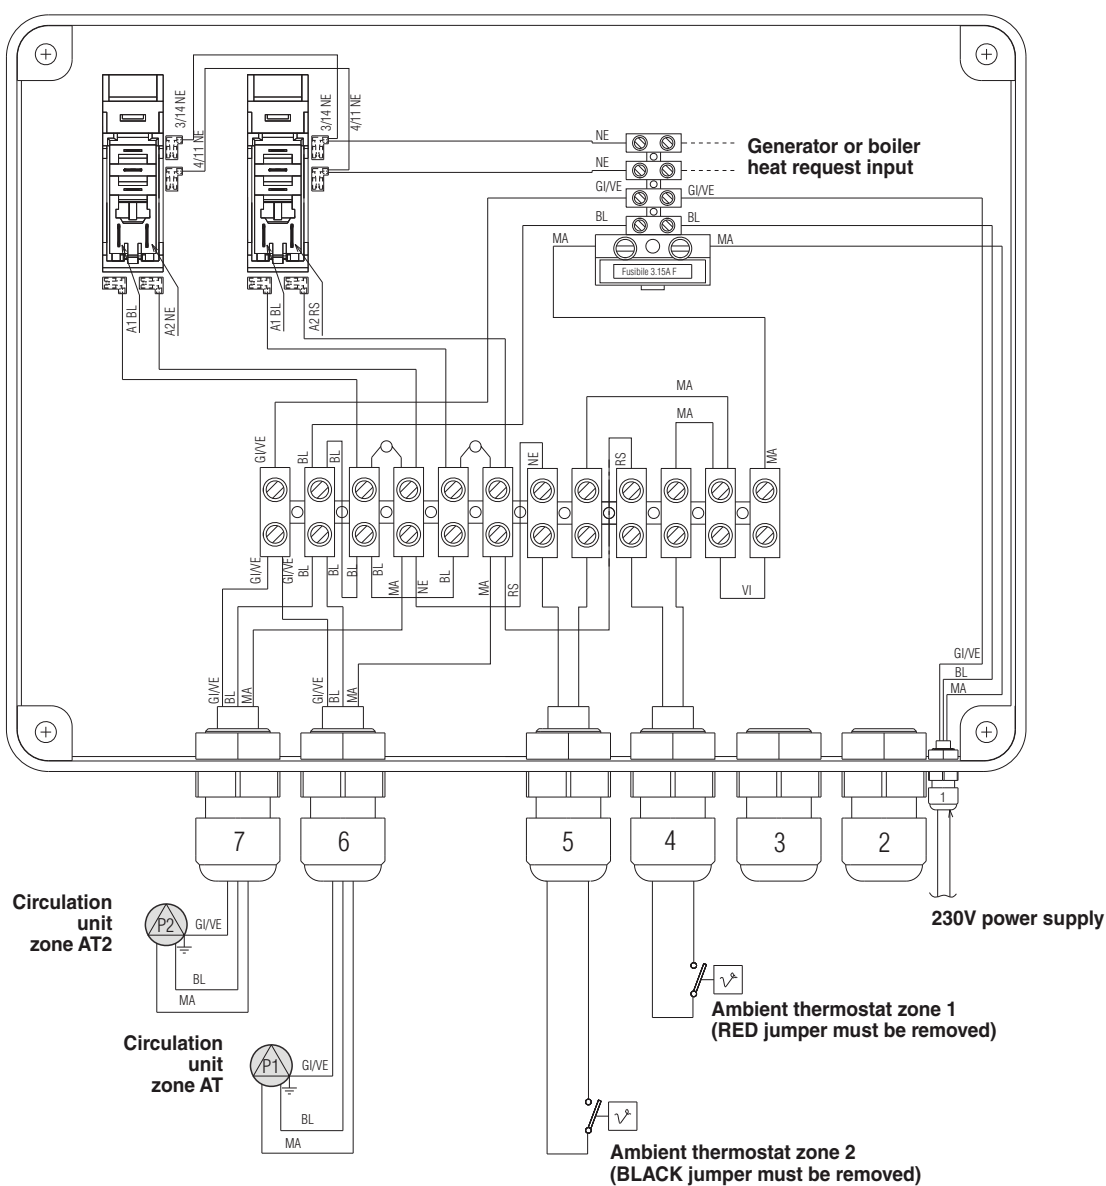 3/14 NE
4/11 NE
3/14 NE
4/11 NE
NE
NE
Generator or boiler
heat request input
GI/VE
GI/VE
BL
BL
MA
MA
Fusibile 3.15A F
A1 BL
A2 NE
A1 BL
A2 RS
MA
MA
GI/VE
BL
BL
NE
RS
MA
GI/VE
GI/VE
BL
BL
BL
BL
MA
NE
BL
MA
RS
VI
GI/VE
BL
MA
GI/VE
BL
MA
GI/VE
BL
MA
7
6
5
4
3
2
1
230V power supply
Circulation
unit
zone AT2
P2
GI/VE
BL
MA
Ambient thermostat zone 1
(RED jumper must be removed)
Circulation
unit
zone AT
P1
GI/VE
BL
MA
Ambient thermostat zone 2
(BLACK jumper must be removed)